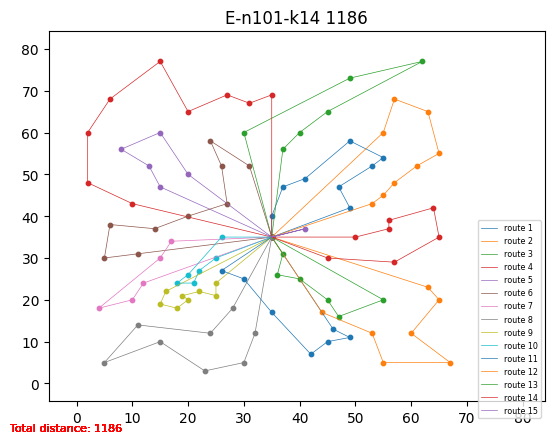 E-n101-k14 1186
80
70
60
50
40
30
20
10
0
0 10 20 30 40 50 60 70 80
route 1
route 2
route 3
route 4
route 5
route 6
route 7
route 8
route 9
route 10
route 11
route 12
route 13
route 14
route 15
Total distance: 1186